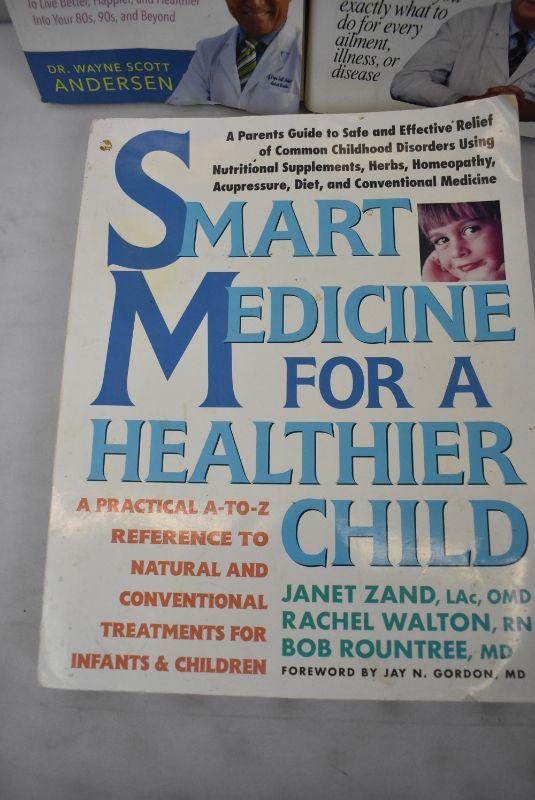 To Live Better, Happier, and Healthier
Into Your 80s, 90s, and Beyond
DR. WAYNE SCOTT
ANDERSEN
exactly what to
do for every
ailment,
illness, or
disease
A Parents Guide to Safe and Effective Relief
of Common Childhood Disorders Using
Nutritional Supplements, Herbs, Homeopathy,
Acupressure, Diet, and Conventional Medicine
SMART
MEDICINE
FOR A
HEALTHIER
CHILD
A PRACTICAL A-TO-Z
REFERENCE TO
NATURAL AND
CONVENTIONAL
TREATMENTS FOR
INFANTS & CHILDREN
JANET ZAND, LAc, OMD
RACHEL WALTON, RN
BOB ROUNTREE, MD
FOREWORD BY JAY N. GORDON, MD